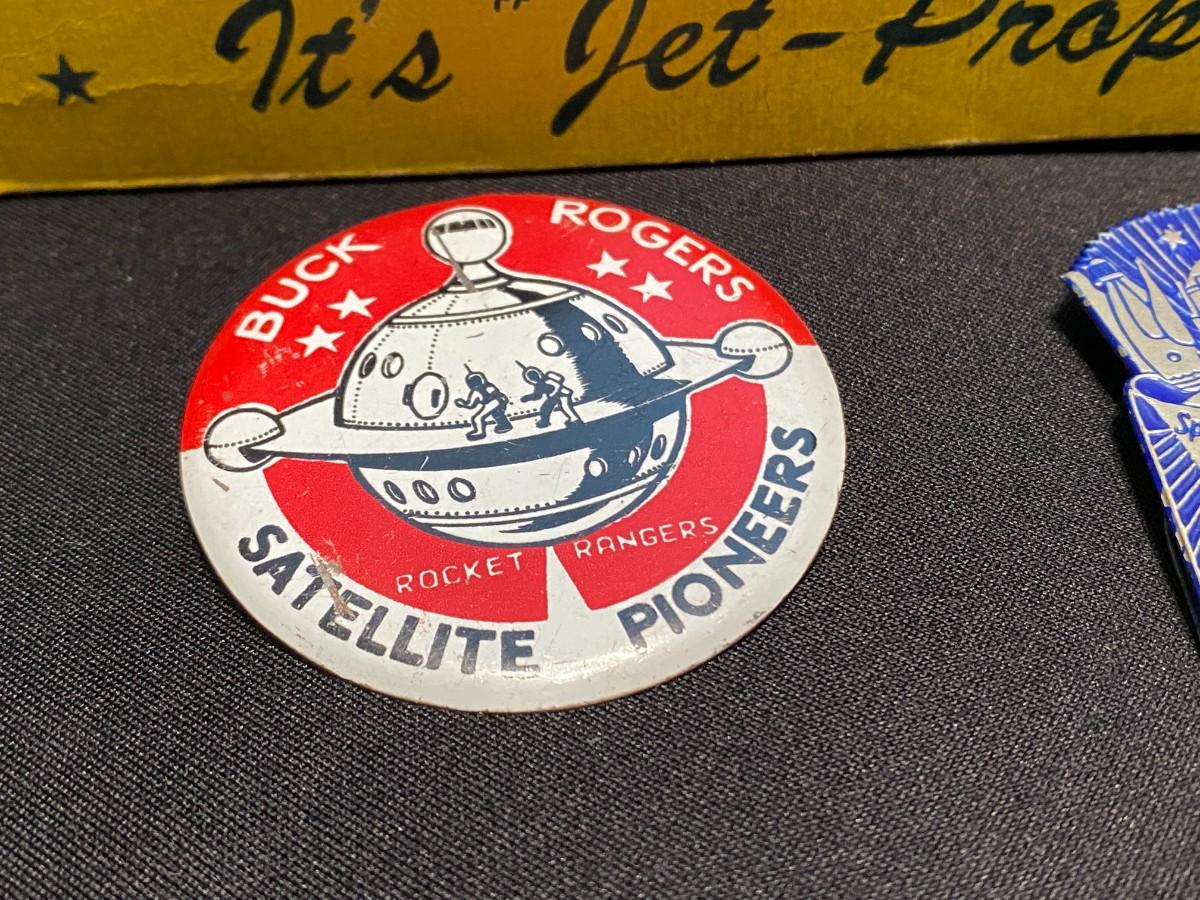 It's "Jet-Prop
BUCK ROGERS
ROCKET RANGERS
SATELLITE PIONEERS